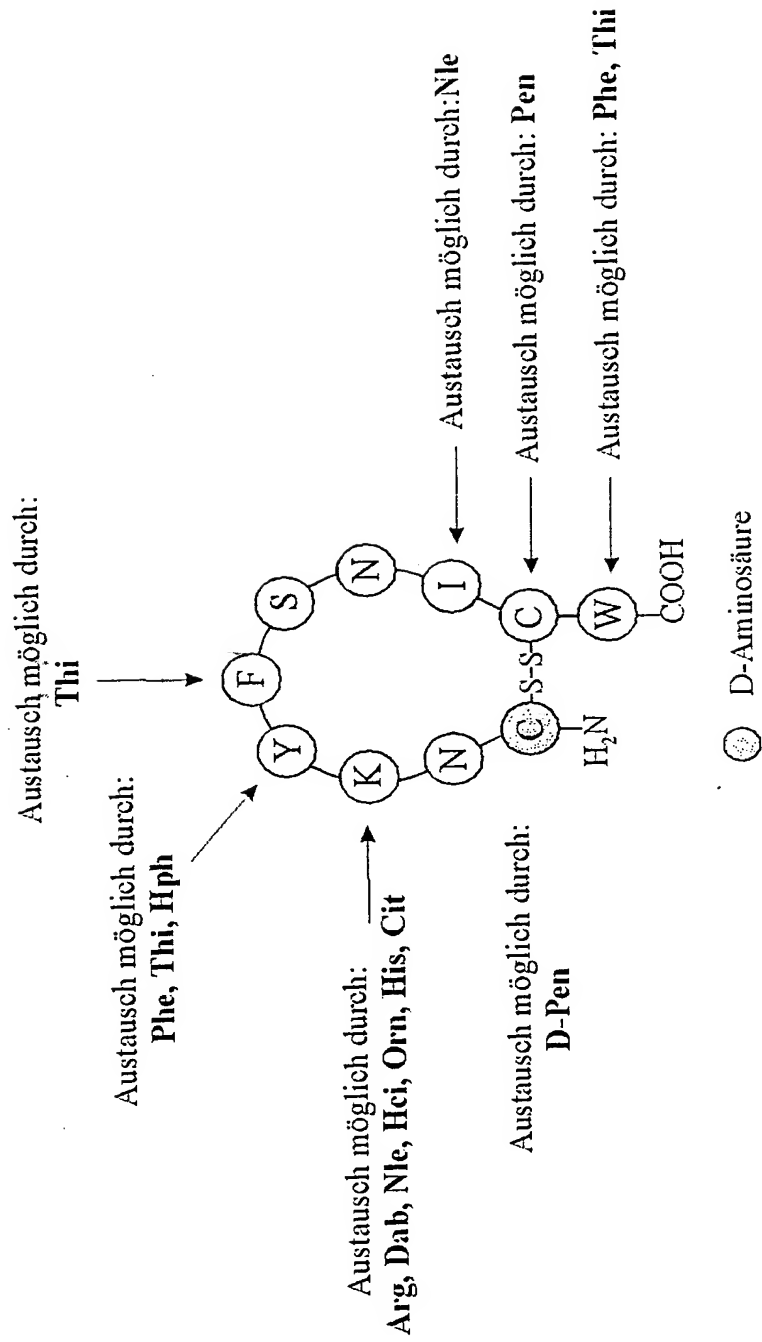 Austausch möglich durch:
Thi
Austausch möglich durch:
Phe, Thi, Hph
Austausch möglich durch:
Arg, Dab, Nle, Hci, Orn, His, Cit
Austausch möglich durch:
D-Pen
F
Y
S
K
N
N
I
C
-S-S-
C
H₂N
W
COOH
Austausch möglich durch:Nle
Austausch möglich durch: Pen
Austausch möglich durch: Phe, Thi
D-Aminosäure